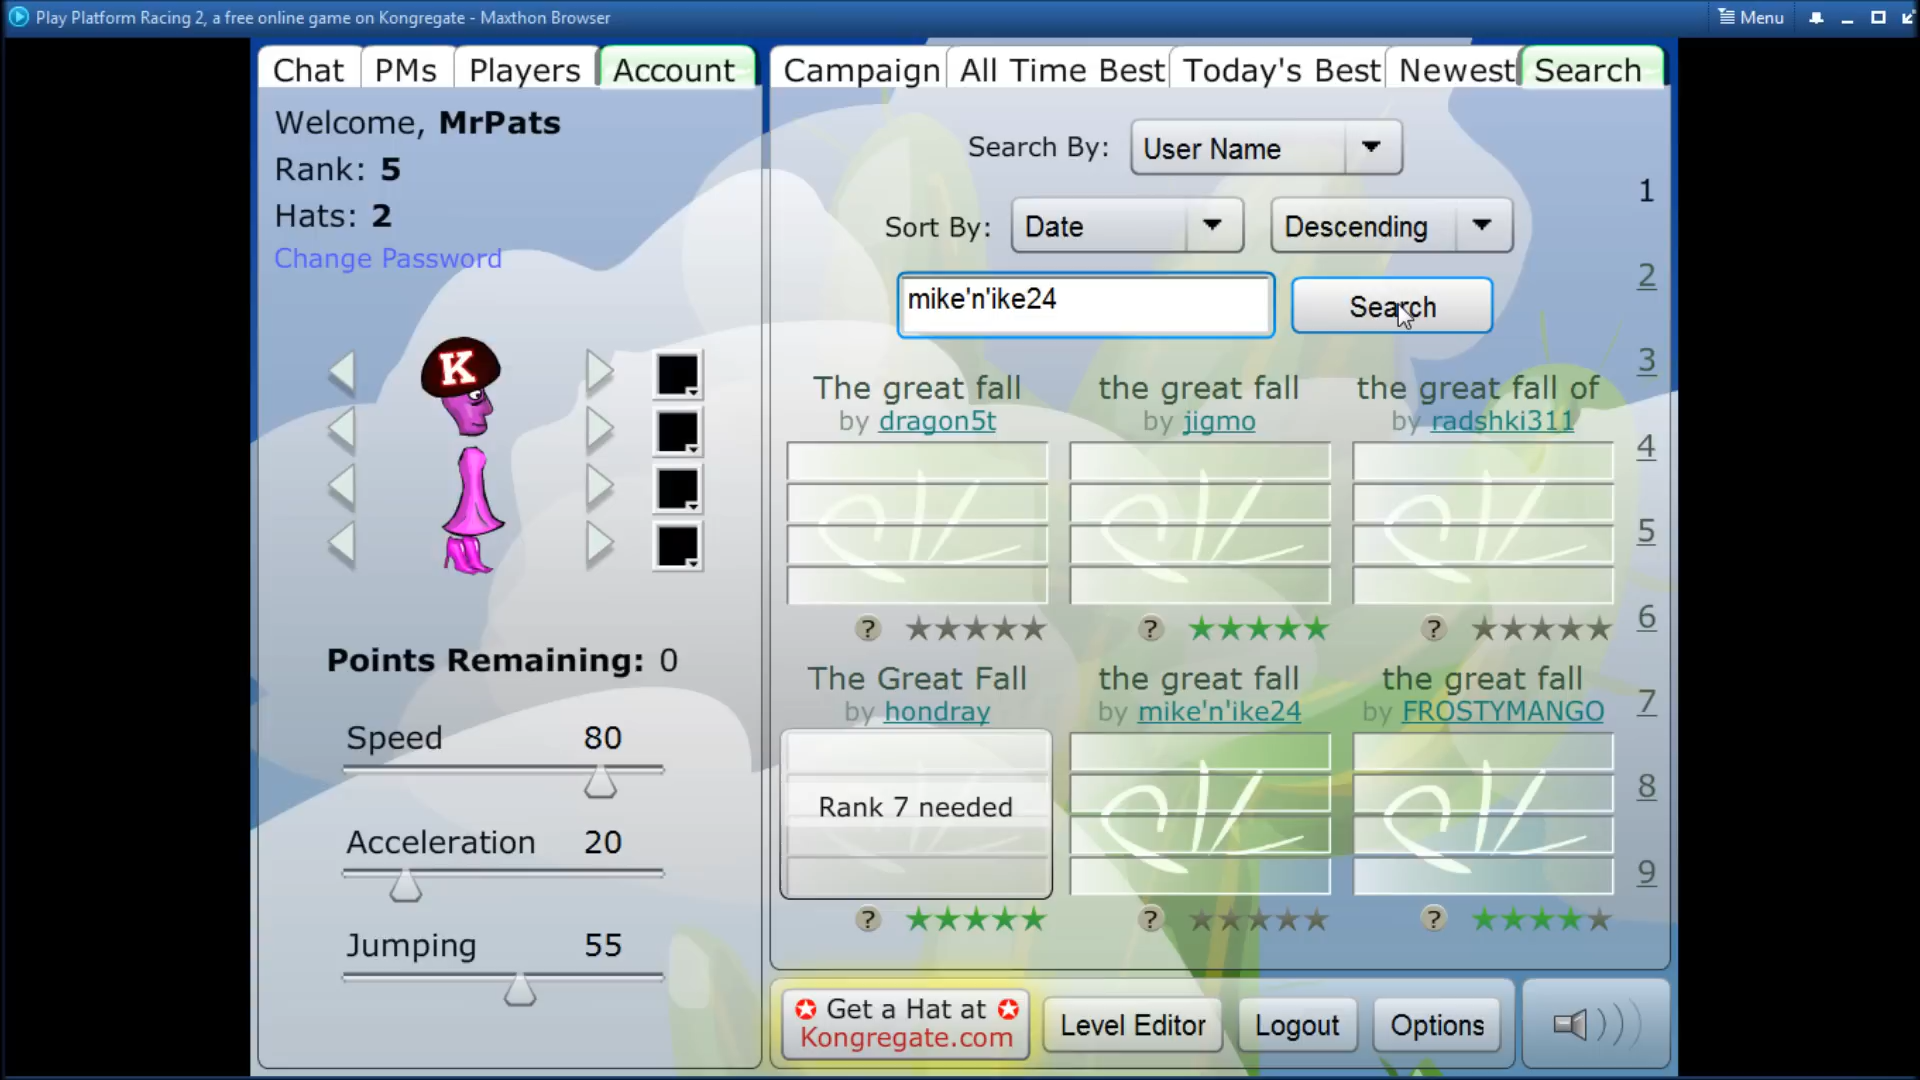 Play Platform Racing 2, a free online game on Kongregate - Maxthon Browser
Menu
Chat
PMs
Players
Account
Welcome, MrPats
Rank: 5
Hats: 2
Change Password
K
Points Remaining: 0
Speed 80
Acceleration 20
Jumping 55
Campaign
All Time Best
Today's Best
Newest
Search
Search By: User Name
Sort By: Date Descending
mike'n'ike24
Search
The great fall
by dragon5t
?
the great fall
by jigmo
?
the great fall of
by radshki311
?
The Great Fall
by hondray
Rank 7 needed
?
the great fall
by mike'n'ike24
?
the great fall
by FROSTYMANGO
?
1
2
3
4
5
6
7
8
9
Get a Hat at
Kongregate.com
Level Editor
Logout
Options